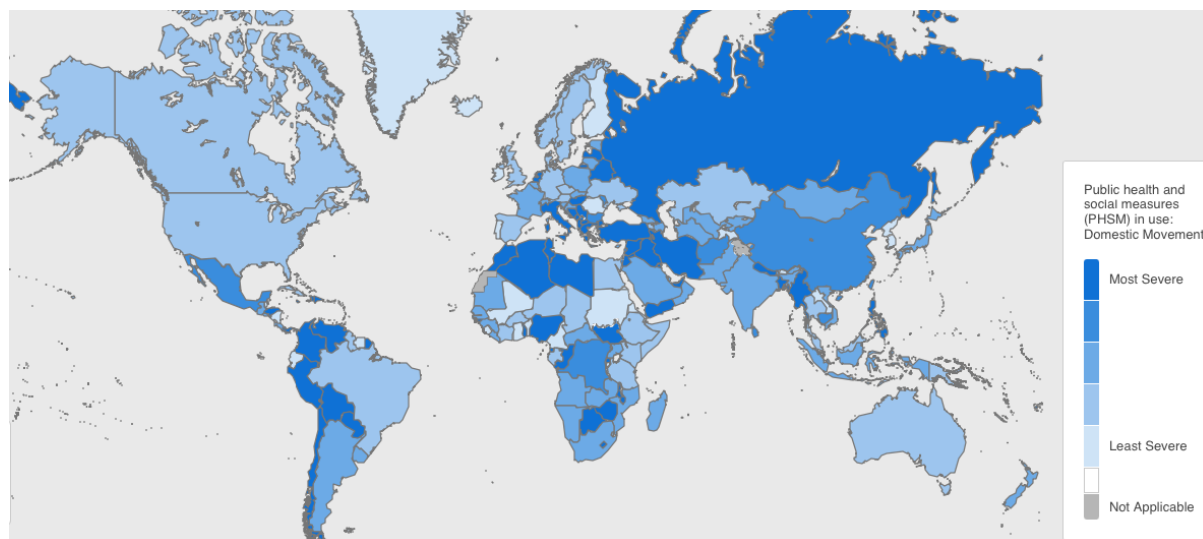 Public health and
social measures
(PHSM) in use:
Domestic Movement
Most Severe
Least Severe
Not Applicable